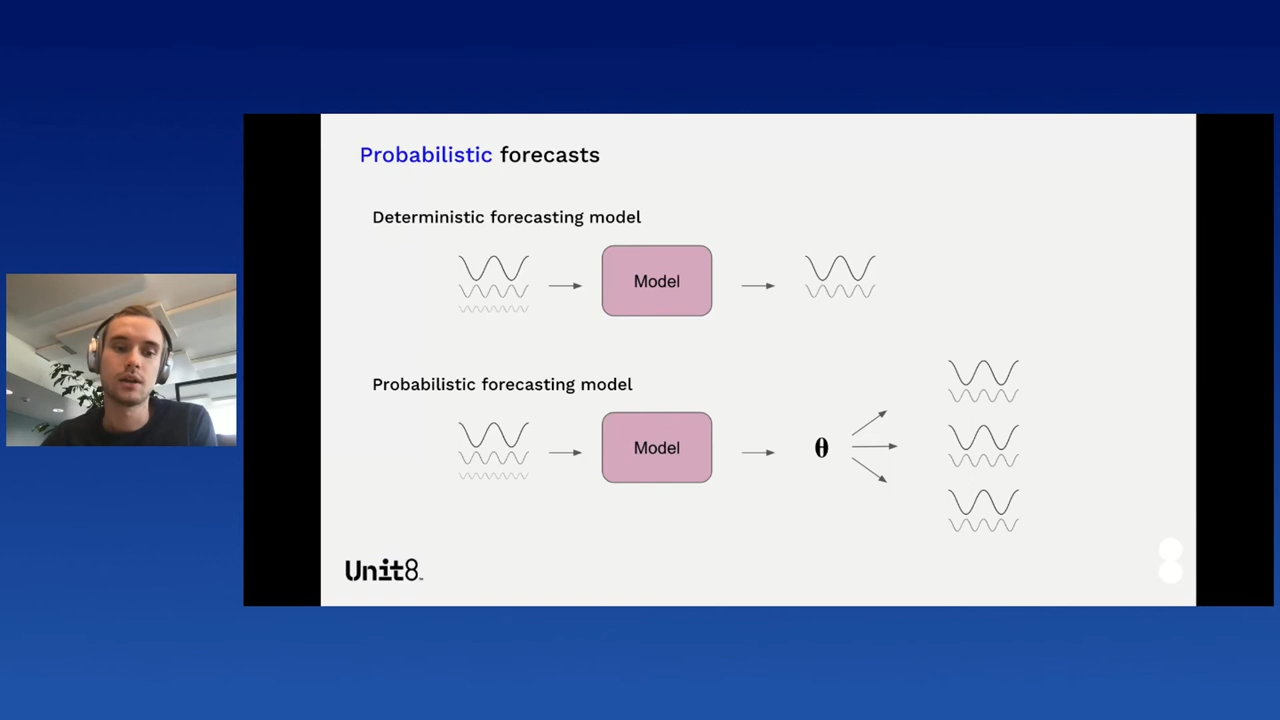 Probabilistic forecasts
Deterministic forecasting model
Model
Probabilistic forecasting model
Model
θ
Unit8